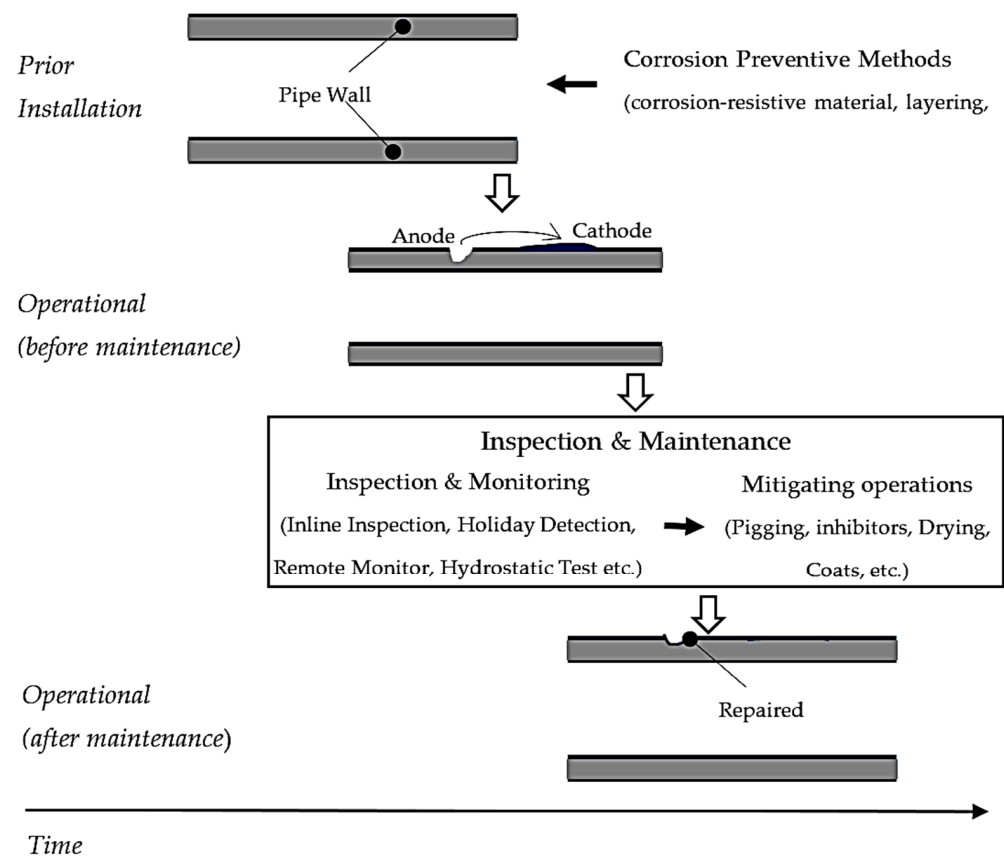 Prior
Installation
Pipe Wall
Corrosion Preventive Methods
(corrosion-resistive material, layering,
Anode
Cathode
Operational
(before maintenance)
Inspection & Maintenance
Inspection & Monitoring
(Inline Inspection, Holiday Detection,
Remote Monitor, Hydrostatic Test etc.)
Mitigating operations
(Pigging, inhibitors, Drying,
Coats, etc.)
Operational
(after maintenance)
Repaired
Time